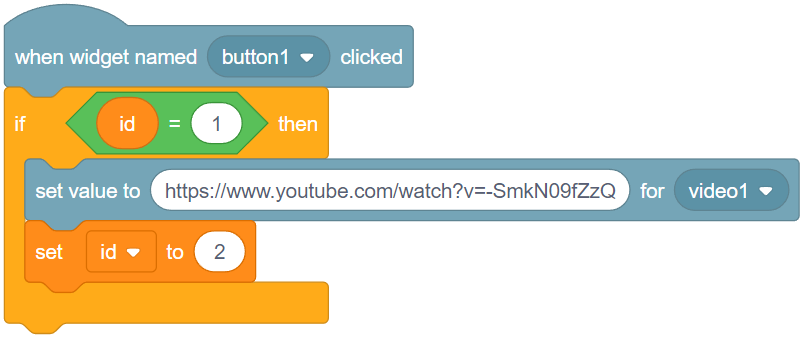 when widget named button1 clicked
if id = 1 then
set value to https://www.youtube.com/watch?v=-SmkN09fZzQ for video1
set id to 2